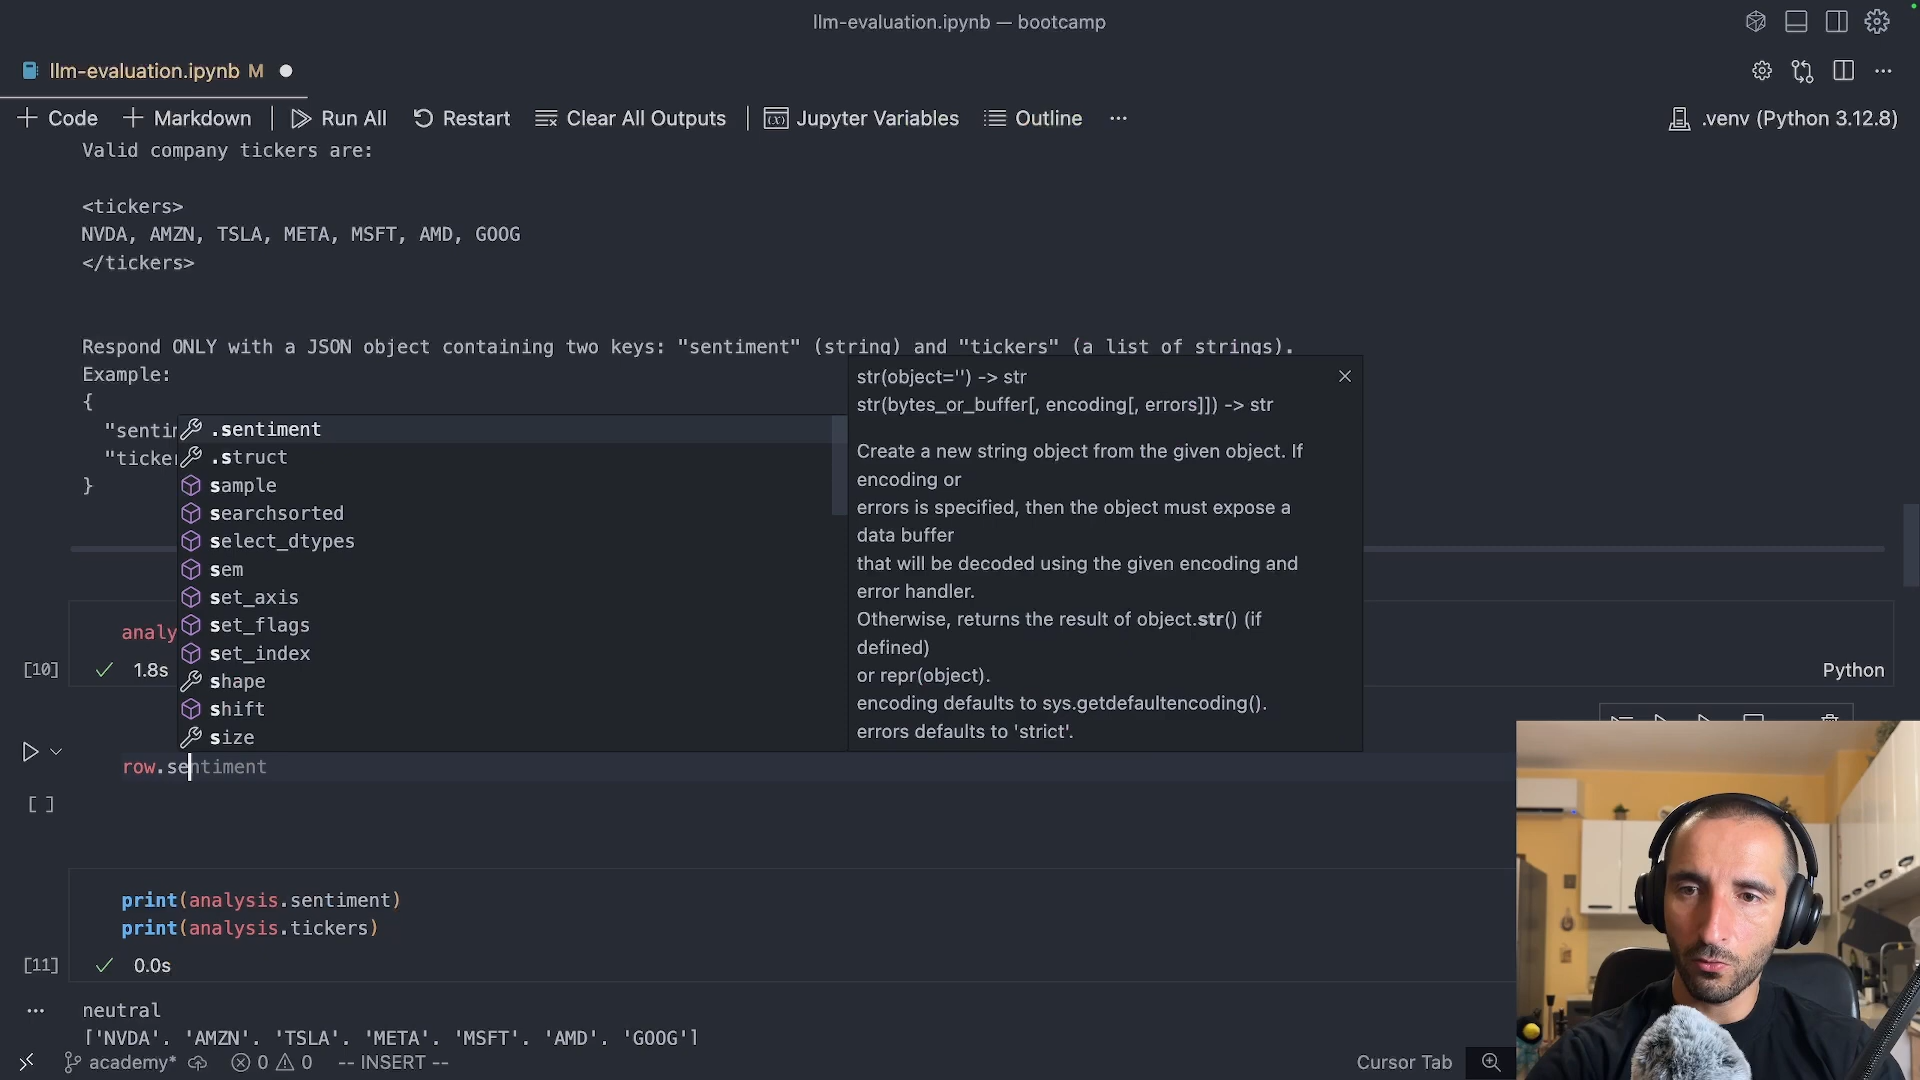 llm-evaluation.ipynb — bootcamp
llm-evaluation.ipynb M
Code Markdown Run All Restart Clear All Outputs Jupyter Variables Outline ... .venv (Python 3.12.8)
Valid company tickers are:
<tickers>
NVDA, AMZN, TSLA, META, MSFT, AMD, GOOG
</tickers>
Respond ONLY with a JSON object containing two keys: "sentiment" (string) and "tickers" (a list of strings).
Example:
{
"sentim
"ticker
}
.sentiment
.struct
sample
searchsorted
select_dtypes
sem
set_axis
set_flags
set_index
shape
shift
size
str(object='') -> str
str(bytes_or_buffer[, encoding[, errors]]) -> str
Create a new string object from the given object. If
encoding or
errors is specified, then the object must expose a
data buffer
that will be decoded using the given encoding and
error handler.
Otherwise, returns the result of object.str() (if
defined)
or repr(object).
encoding defaults to sys.getdefaultencoding().
errors defaults to 'strict'.
analy
[10] 1.8s Python
row.sentiment
[ ]
print(analysis.sentiment)
print(analysis.tickers)
[11] 0.0s
... neutral
['NVDA', 'AMZN', 'TSLA', 'META', 'MSFT', 'AMD', 'GOOG']
academy* 0 0 -- INSERT -- Cursor Tab